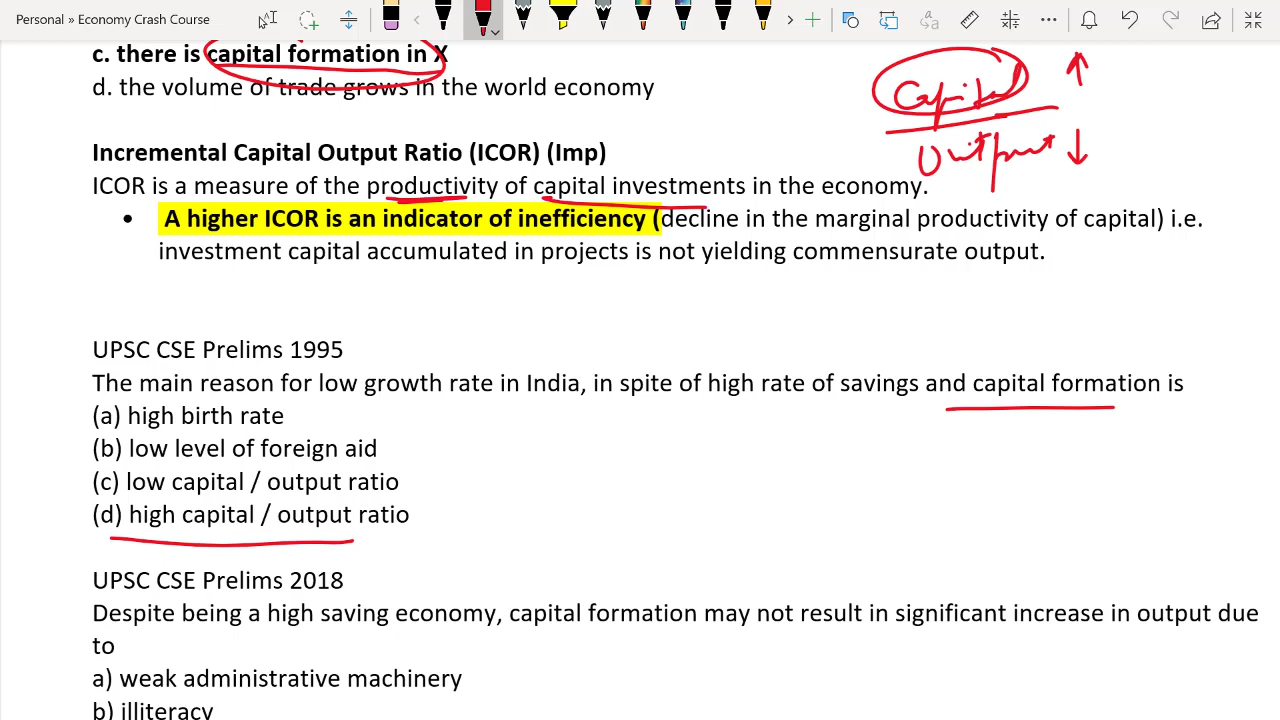 Personal » Economy Crash Course
c. there is capital formation in X
d. the volume of trade grows in the world economy
Capital
Output
Incremental Capital Output Ratio (ICOR) (Imp)
ICOR is a measure of the productivity of capital investments in the economy.
• A higher ICOR is an indicator of inefficiency (decline in the marginal productivity of capital) i.e.
investment capital accumulated in projects is not yielding commensurate output.
UPSC CSE Prelims 1995
The main reason for low growth rate in India, in spite of high rate of savings and capital formation is
(a) high birth rate
(b) low level of foreign aid
(c) low capital / output ratio
(d) high capital / output ratio
UPSC CSE Prelims 2018
Despite being a high saving economy, capital formation may not result in significant increase in output due
to
a) weak administrative machinery
b) illiteracy